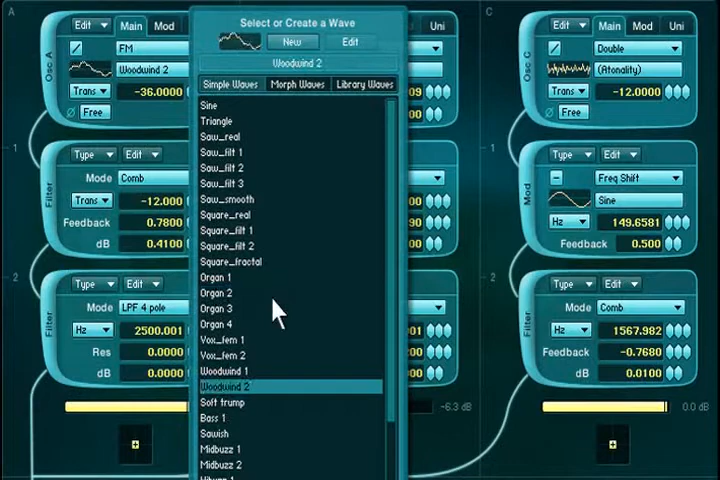 A
Osc A
Edit
Main
Mod
FM
Woodwind 2
Trans
-36.0000
Free
1
Filter
Type
Edit
Mode
Comb
Trans
-12.000
Feedback
0.7800
dB
0.4100
2
Filter
Type
Edit
Mode
LPF 4 pole
Hz
2500.001
Res
0.0000
dB
0.0000
Select or Create a Wave
New
Edit
Woodwind 2
Simple Waves
Morph Waves
Library Waves
Sine
Triangle
Saw_real
Saw_filt 1
Saw_filt 2
Saw_filt 3
Saw_smooth
Square_real
Square_filt 1
Square_filt 2
Square_fractal
Organ 1
Organ 2
Organ 3
Organ 4
Vox_fem 1
Vox_fem 2
Woodwind 1
Woodwind 2
Soft trump
Bass 1
Sawish
Midbuzz 1
Midbuzz 2
Uni
-6.3 dB
C
Osc C
Edit
Main
Mod
Uni
Double
(Atonality)
Trans
-12.0000
Free
1
Mod
Type
Edit
Freq Shift
Sine
Hz
149.6581
Feedback
0.500
2
Filter
Type
Edit
Mode
Comb
Hz
1567.982
Feedback
-0.7680
dB
0.0100
0.0 dB